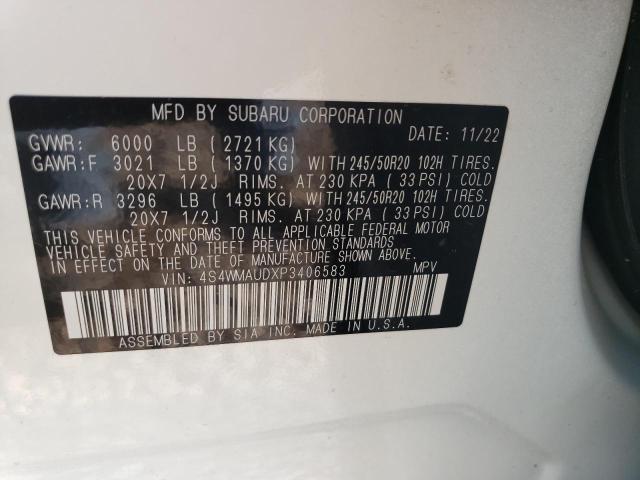 MFD BY SUBARU CORPORATION
DATE: 11/22
GVWR: 6000 LB (2721 KG)
GAWR:F 3021 LB (1370 KG) WITH 245/50R20 102H TIRES.
20X7 1/2J RIMS. AT 230 KPA (33 PSI) COLD
GAWR:R 3296 LB (1495 KG) WITH 245/50R20 102H TIRES.
20X7 1/2J RIMS. AT 230 KPA (33 PSI) COLD
THIS VEHICLE CONFORMS TO ALL APPLICABLE FEDERAL MOTOR
VEHICLE SAFETY, BUMPER, AND THEFT PREVENTION STANDARDS
IN EFFECT ON THE DATE OF MANUFACTURE SHOWN ABOVE.
VIN: 4S4WMAUDXP3406583 MPV
ASSEMBLED BY SIA INC. MADE IN U.S.A.